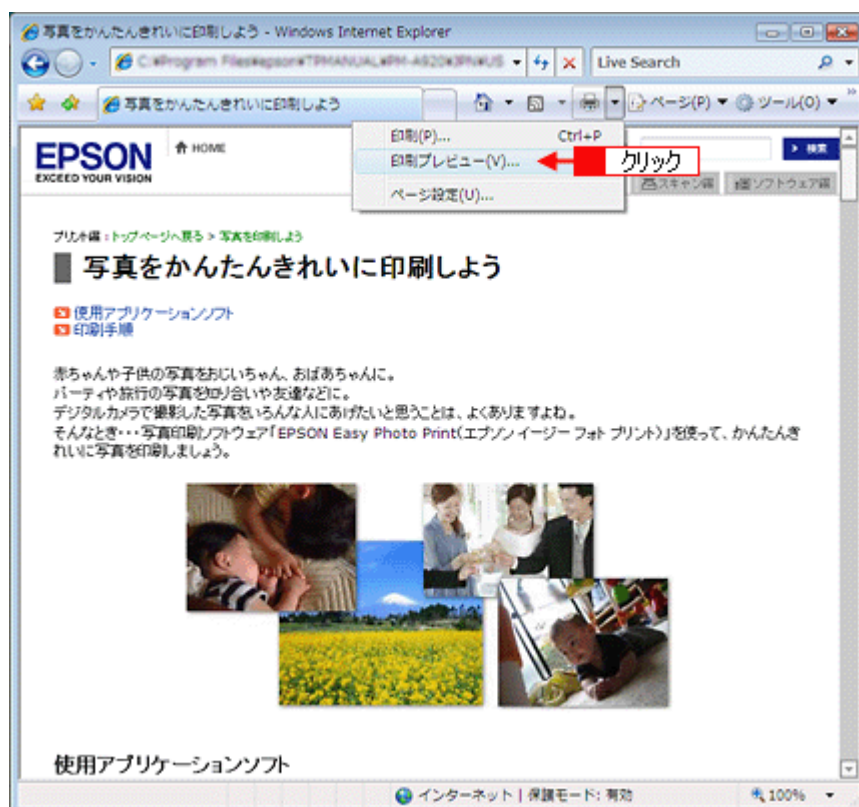 写真をかんたんきれいに印刷しよう - Windows Internet Explorer
Live Search
写真をかんたんきれいに印刷しよう
ページ(P)
ツール(O)
印刷(P)... Ctrl+P
印刷プレビュー(V)...
クリック
ページ設定(U)...
EPSON
EXCEED YOUR VISION
HOME
検索
スキャン編
ソフトウェア編
プリント編:トップページへ戻る > 写真を印刷しよう
写真をかんたんきれいに印刷しよう
使用アプリケーションソフト
印刷手順
赤ちゃんや子供の写真をおじいちゃん、おばあちゃんに。
パーティや旅行の写真を知り合いや友達などに。
デジタルカメラで撮影した写真をいろんな人にあげたいと思うことは、よくありますよね。
そんなとき・・・写真印刷ソフトウェア「EPSON Easy Photo Print(エプソン イージー フォト プリント)」を使って、かんたんき
れいに写真を印刷しましょう。
使用アプリケーションソフト
インターネット | 保護モード: 有効
100%